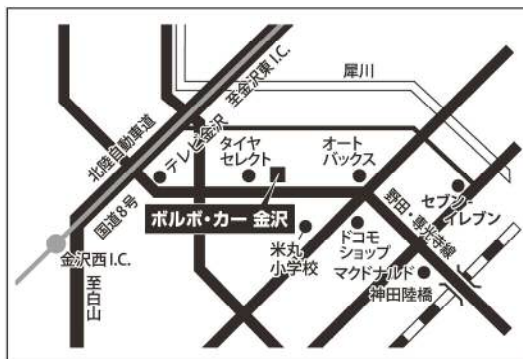 犀川
至金沢東I.C.
北陸自動車道
テレビ金沢
タイヤ
セレクト
オート
バックス
国道8号
ボルボ・カー 金沢
野田・専光寺線
セブン-
イレブン
金沢西I.C.
至白山
米丸
小学校
ドコモ
ショップ
マクドナルド
神田陸橋